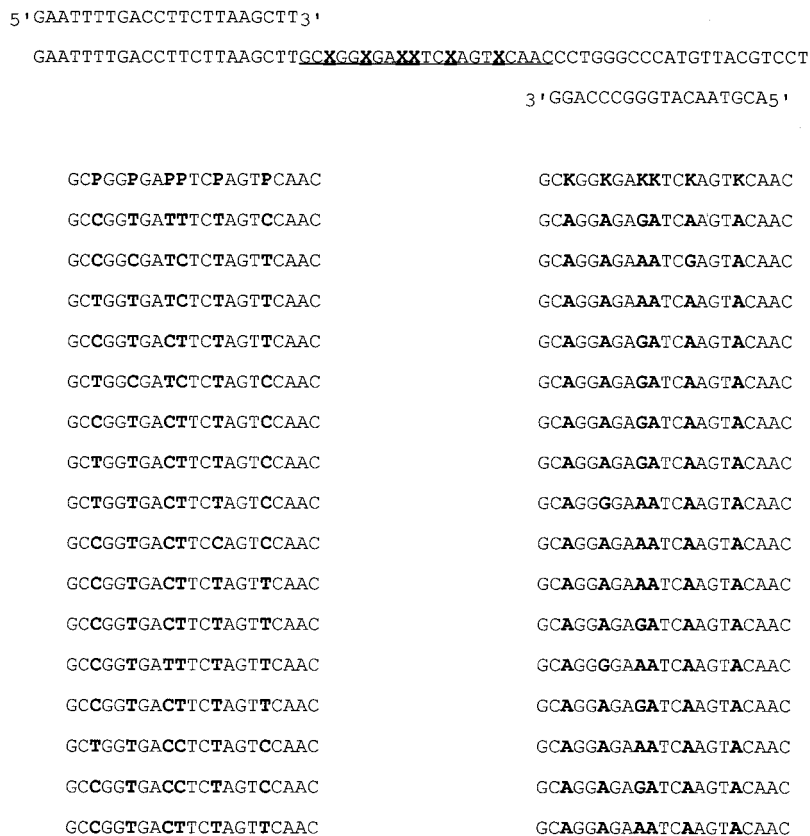 5'GAATTTTGACCTTCTTAAGCTT3'
GAATTTTGACCTTCTTAAGCTTGCXGGXGAXXTCXAGTXCAACCCTGGGCCCATGTTACGTCCT
3'GGACCCGGGTACAATGCA5'
GCPGGPGAPPTCPAGTPCAAC GCKGGKGAKKTCKAGTKCAAC
GCCGGTGATTTCTAGTCCAAC GCAGGAGAGATCAAGTACAAC
GCCGGCGATCTCTAGTTCAAC GCAGGAGAAATCGAGTACAAC
GCTGGTGATCTCTAGTTCAAC GCAGGAGAAATCAAGTACAAC
GCCGGTGACTTCTAGTTCAAC GCAGGAGAGATCAAGTACAAC
GCTGGCGATCTCTAGTCCAAC GCAGGAGAGATCAAGTACAAC
GCCGGTGACTTCTAGTCCAAC GCAGGAGAGATCAAGTACAAC
GCTGGTGACTTCTAGTCCAAC GCAGGAGAGATCAAGTACAAC
GCTGGTGACTTCTAGTCCAAC GCAGGGGAAATCAAGTACAAC
GCCGGTGACTTCCAGTCCAAC GCAGGAGAAATCAAGTACAAC
GCCGGTGACTTCTAGTTCAAC GCAGGAGAAATCAAGTACAAC
GCCGGTGACTTCTAGTTCAAC GCAGGAGAGATCAAGTACAAC
GCCGGTGATTTCTAGTTCAAC GCAGGGGAAATCAAGTACAAC
GCCGGTGACTTCTAGTTCAAC GCAGGAGAGATCAAGTACAAC
GCTGGTGACCTCTAGTCCAAC GCAGGAGAAATCAAGTACAAC
GCCGGTGACCTCTAGTCCAAC GCAGGAGAGATCAAGTACAAC
GCCGGTGACTTCTAGTTCAAC GCAGGAGAAATCAAGTACAAC